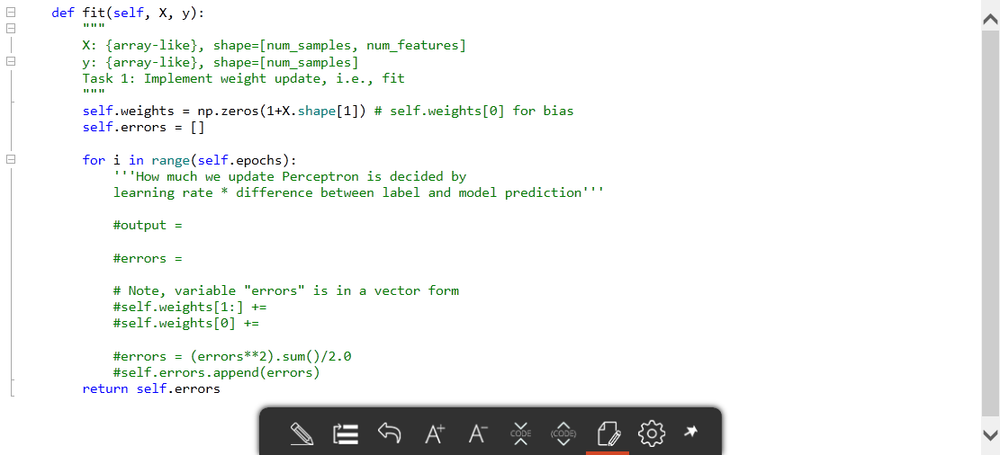 def fit(self, X, y):
"""
X: {array-like}, shape=[num_samples, num_features]
y: {array-like}, shape=[num_samples]
Task 1: Implement weight update, i.e., fit
"""
self.weights = np.zeros(1+X.shape[1]) # self.weights[0] for bias
self.errors = []
for i in range(self.epochs):
'''How much we update Perceptron is decided by
learning rate * difference between label and model prediction'''
#output =
#errors =
# Note, variable "errors" is in a vector form
#self.weights[1:] +=
#self.weights[0] +=
#errors = (errors**2).sum()/2.0
#self.errors.append(errors)
return self.errors
A+ A- CODE (CODE)